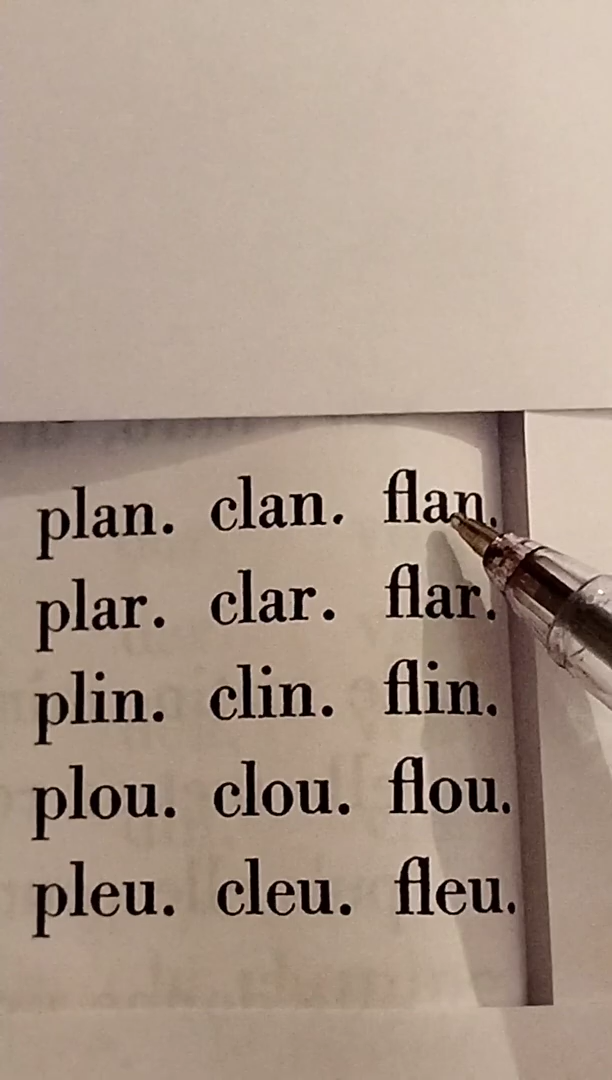 plan. clan. flan.
plar. clar. flar.
plin. clin. flin.
plou. clou. flou.
pleu. cleu. fleu.